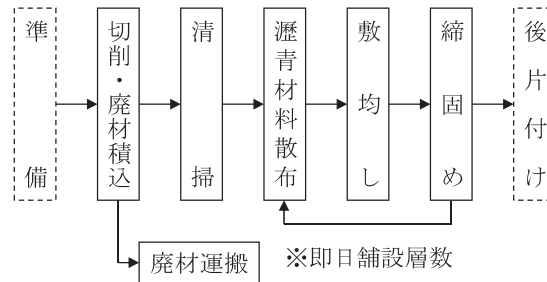 準備
切削・廃材積込
清掃
瀝青材料散布
敷均し
締固め
後片付け
廃材運搬
※即日舗設層数